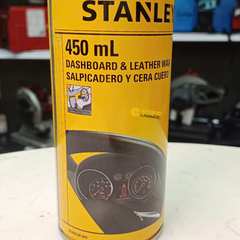 STANLEY
450 mL
DASHBOARD & LEATHER WAX
SALPICADERO Y CERA CUERO